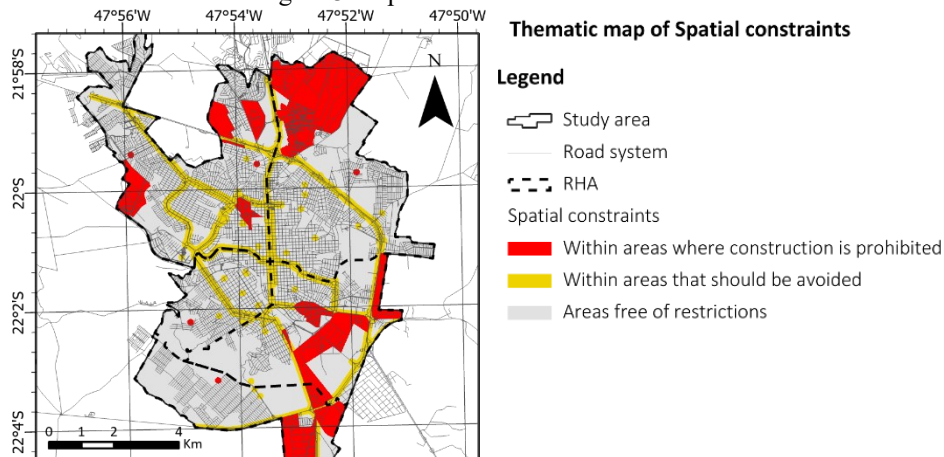 47°56'W 47°54'W 47°52'W 47°50'W
Thematic map of Spatial constraints
21°58'S
N
Legend
Study area
Road system
22°S
RHA
Spatial constraints
Within areas where construction is prohibited
Within areas that should be avoided
22°2'S
Areas free of restrictions
22°4'S
0 1 2 4
Km